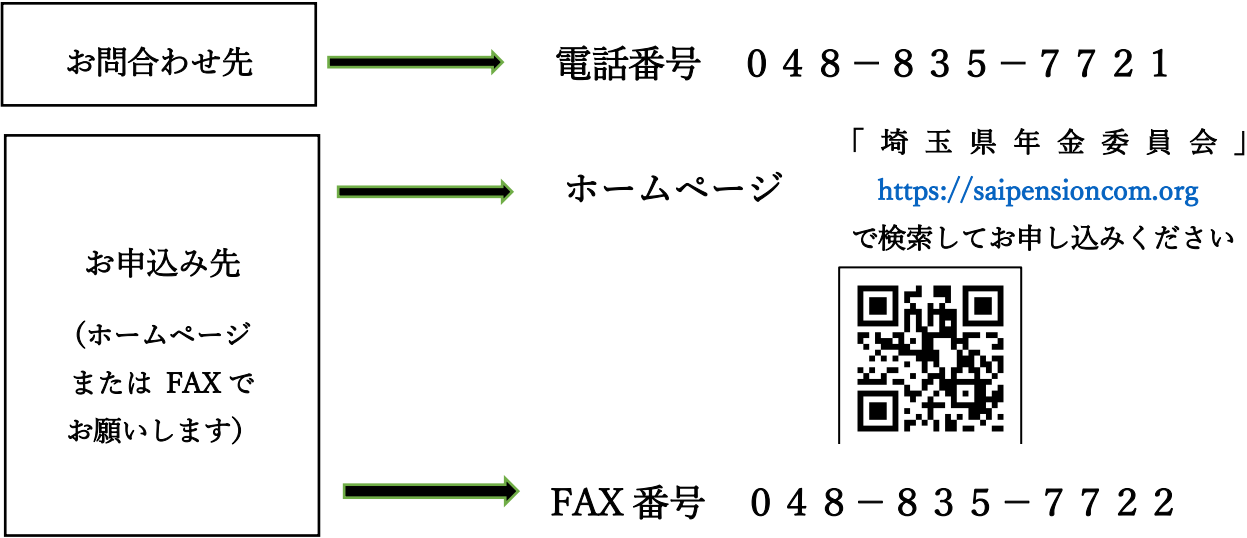 お問合わせ先
電話番号　０４８－８３５－７７２１
お申込み先
（ホームページ
または FAX で
お願いします）
ホームページ
「埼玉県年金委員会」
https://saipensioncom.org
で検索してお申し込みください
FAX 番号　０４８－８３５－７７２２